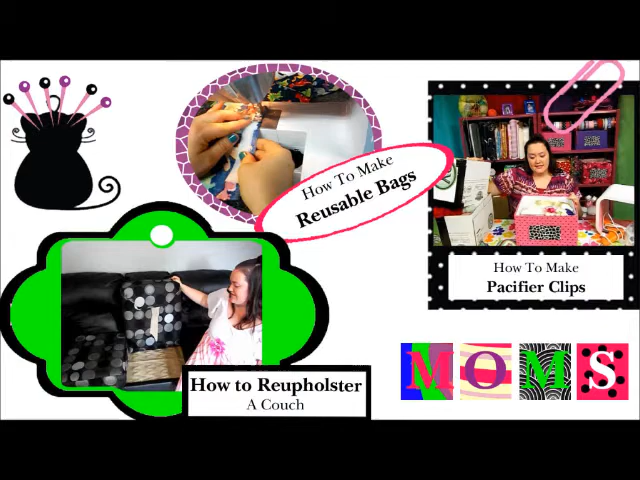 How To Make
Reusable Bags
How To Make
Pacifier Clips
How to Reupholster
A Couch
MOMS